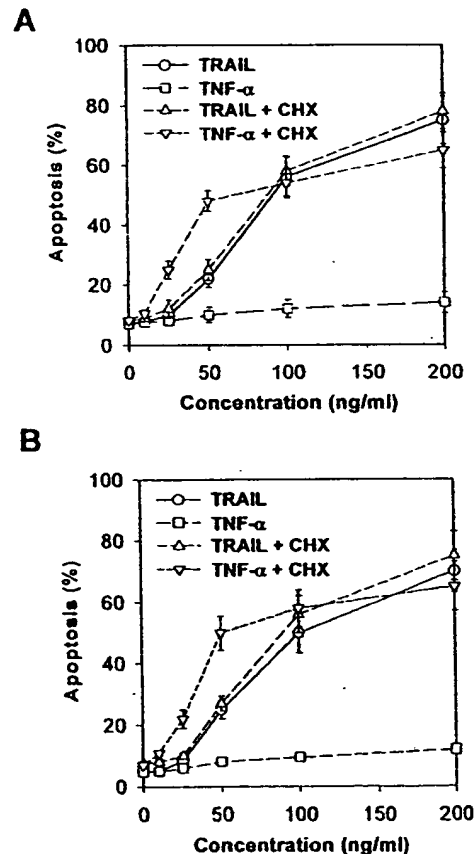 A
100
80
60
40
20
0
Apoptosis (%)
TRAIL
TNF-α
TRAIL + CHX
TNF-α + CHX
0 50 100 150 200
Concentration (ng/ml)
B
100
80
60
40
20
0
Apoptosis (%)
TRAIL
TNF-α
TRAIL + CHX
TNF-α + CHX
0 50 100 150 200
Concentration (ng/ml)